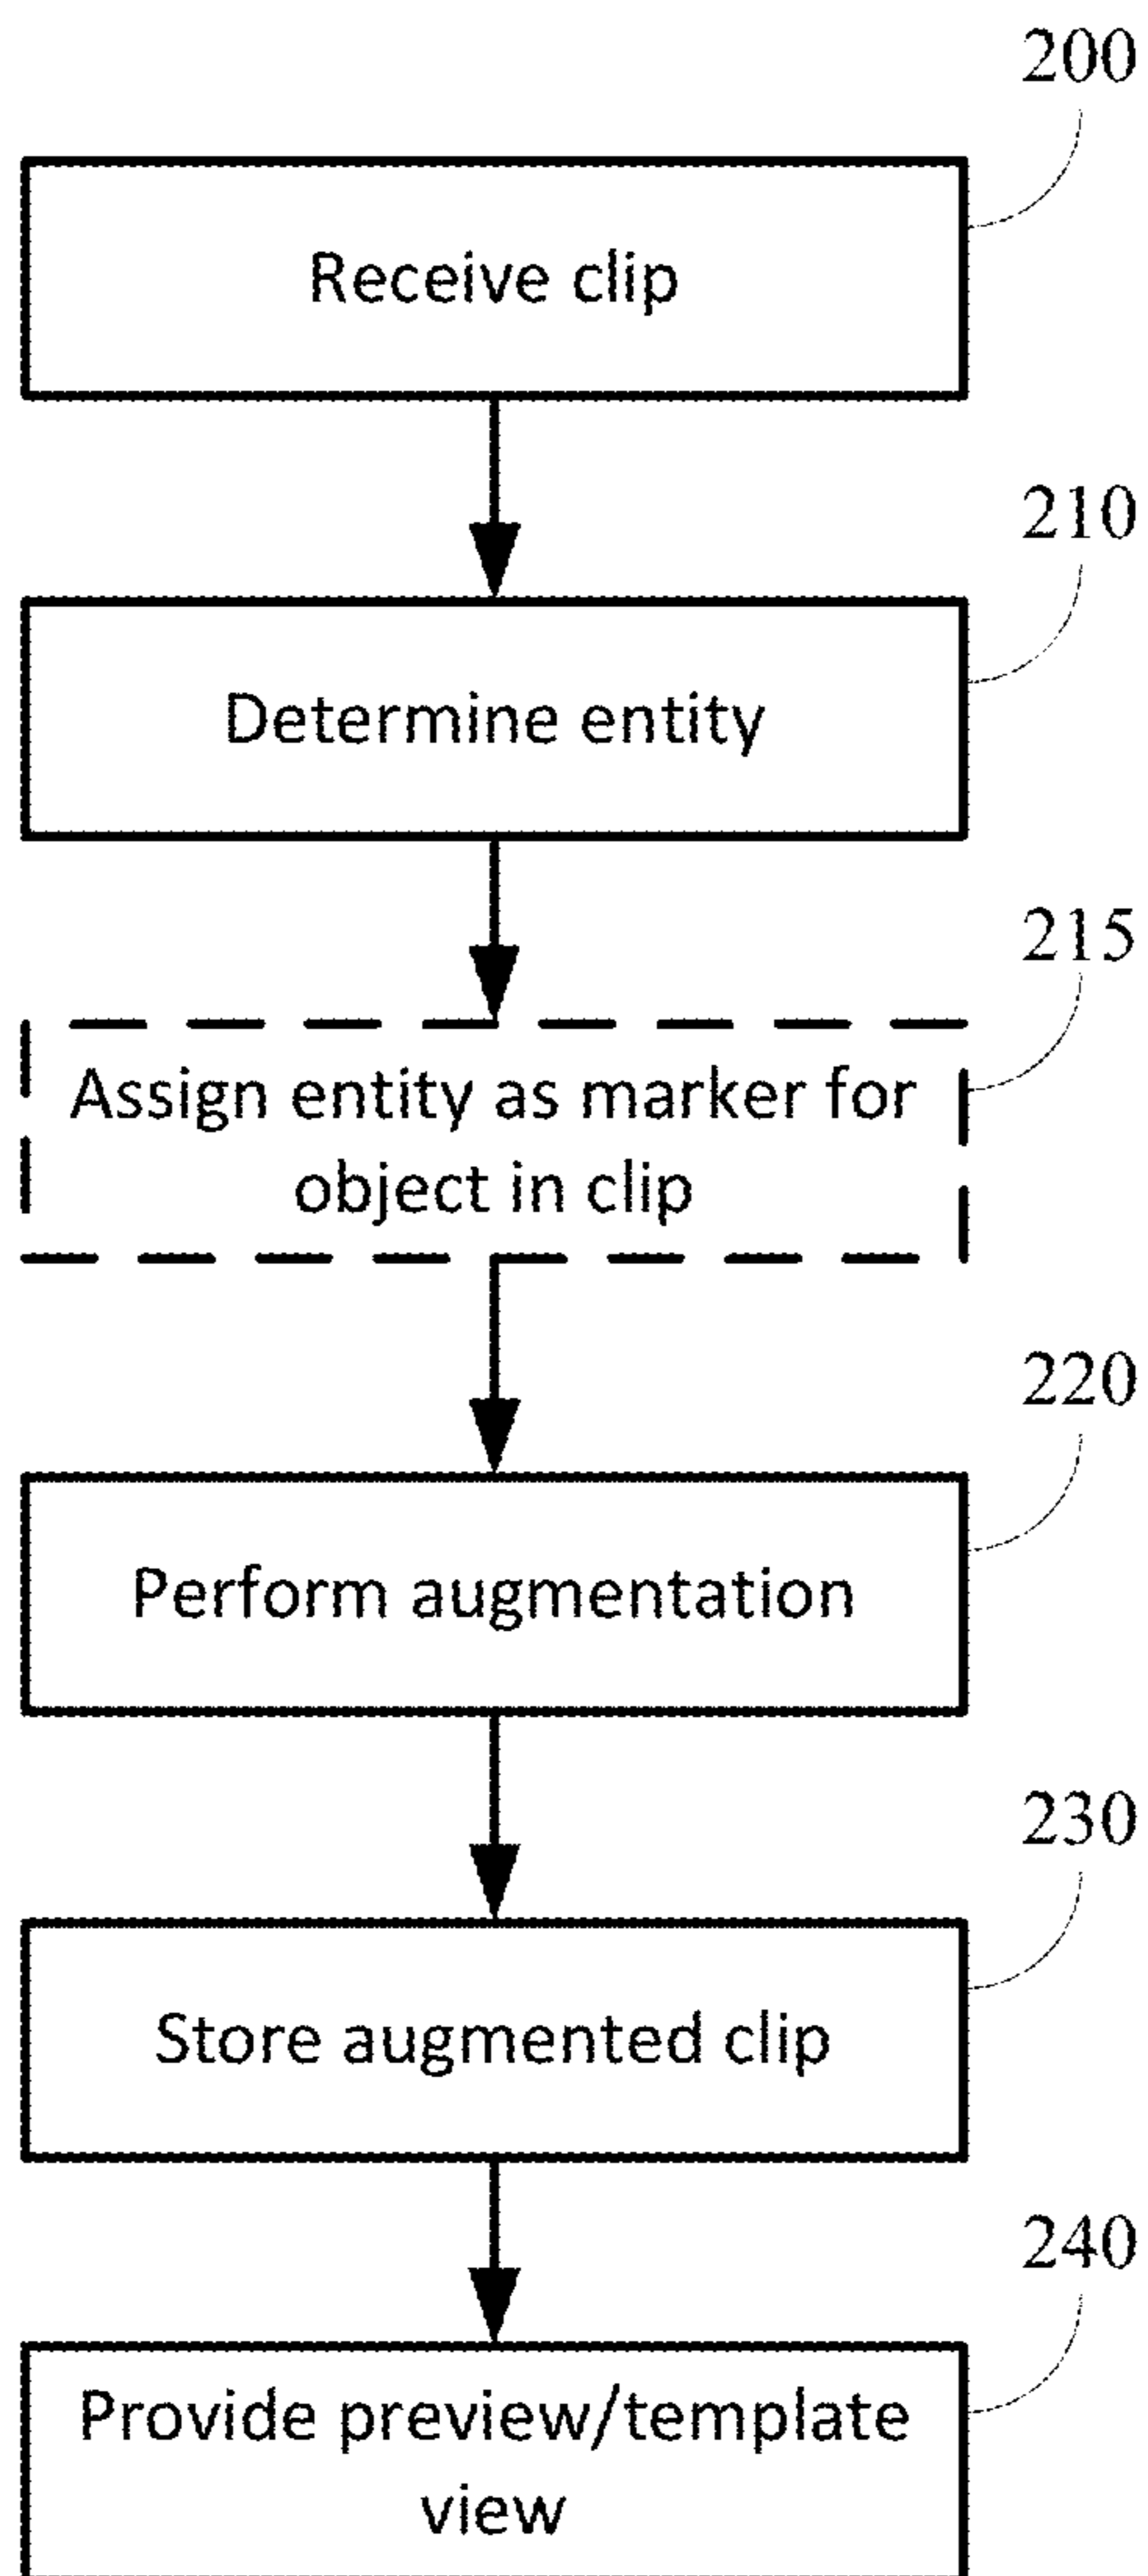 200
Receive clip
210
Determine entity
215
Assign entity as marker for
object in clip
220
Perform augmentation
230
Store augmented clip
240
Provide preview/template
view